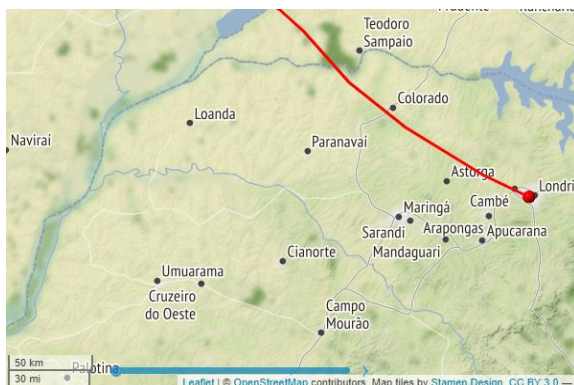 Teodoro
Sampaio
Colorado
Loanda
Naviraí
Paranavaí
Astorga
Londri
Cambé
Maringá
Sarandi
Arapongas
Mandaguari
Apucarana
Cianorte
Umuarama
Cruzeiro
do Oeste
Campo
Mourão
50 km
30 mi
Palotina
Leaflet | © OpenStreetMap contributors, Map tiles by Stamen Design, CC BY 3.0 —